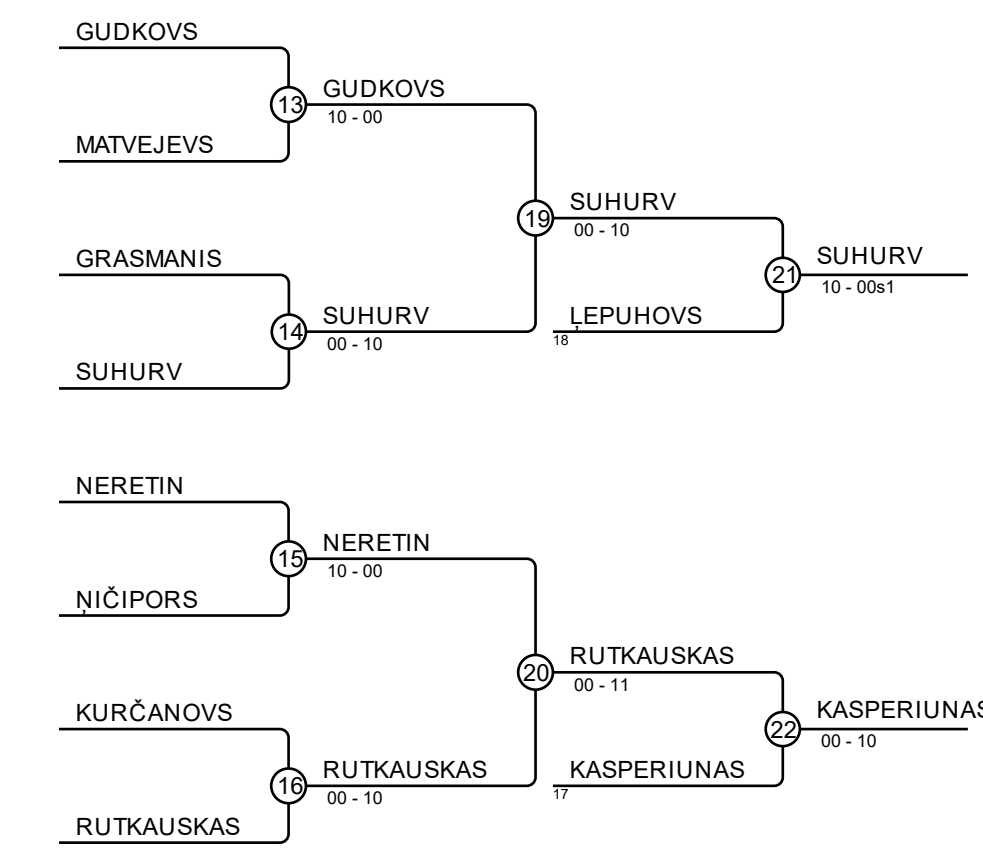 GUDKOVS
13
GUDKOVS
10 - 00
MATVEJEVS
19
SUHURV
00 - 10
GRASMANIS
21
SUHURV
10 - 00s1
14
SUHURV
00 - 10
ĻEPUHOVS
18
SUHURV
NERETIN
15
NERETIN
10 - 00
ŅIČIPORS
20
RUTKAUSKAS
00 - 11
KURČANOVS
22
KASPERIUNAS
00 - 10
16
RUTKAUSKAS
00 - 10
KASPERIUNAS
17
RUTKAUSKAS